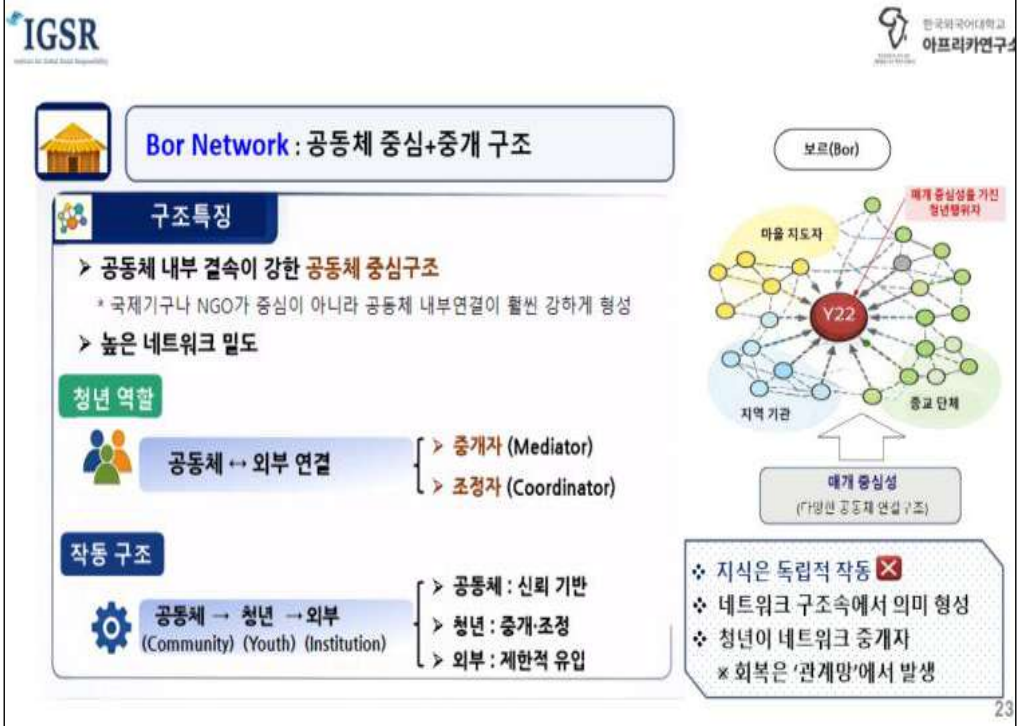 IGSR
Institute for Global Social Responsibility
한국외국어대학교
아프리카연구소
Bor Network : 공동체 중심+중개 구조
구조특징
➢ 공동체 내부 결속이 강한 공동체 중심구조
* 국제기구나 NGO가 중심이 아니라 공동체 내부연결이 훨씬 강하게 형성
➢ 높은 네트워크 밀도
청년 역할
공동체 ↔ 외부 연결
➢ 중개자 (Mediator)
➢ 조정자 (Coordinator)
작동 구조
공동체 → 청년 →외부
(Community) (Youth) (Institution)
➢ 공동체 : 신뢰 기반
➢ 청년 : 중개·조정
➢ 외부 : 제한적 유입
보르(Bor)
매개 중심성을 가진
청년행위자
마을 지도자
Y22
지역 기관
종교 단체
매개 중심성
(다양한 공동체 연결구조)
❖ 지식은 독립적 작동 ❌
❖ 네트워크 구조속에서 의미 형성
❖ 청년이 네트워크 중개자
※ 회복은 '관계망'에서 발생
23